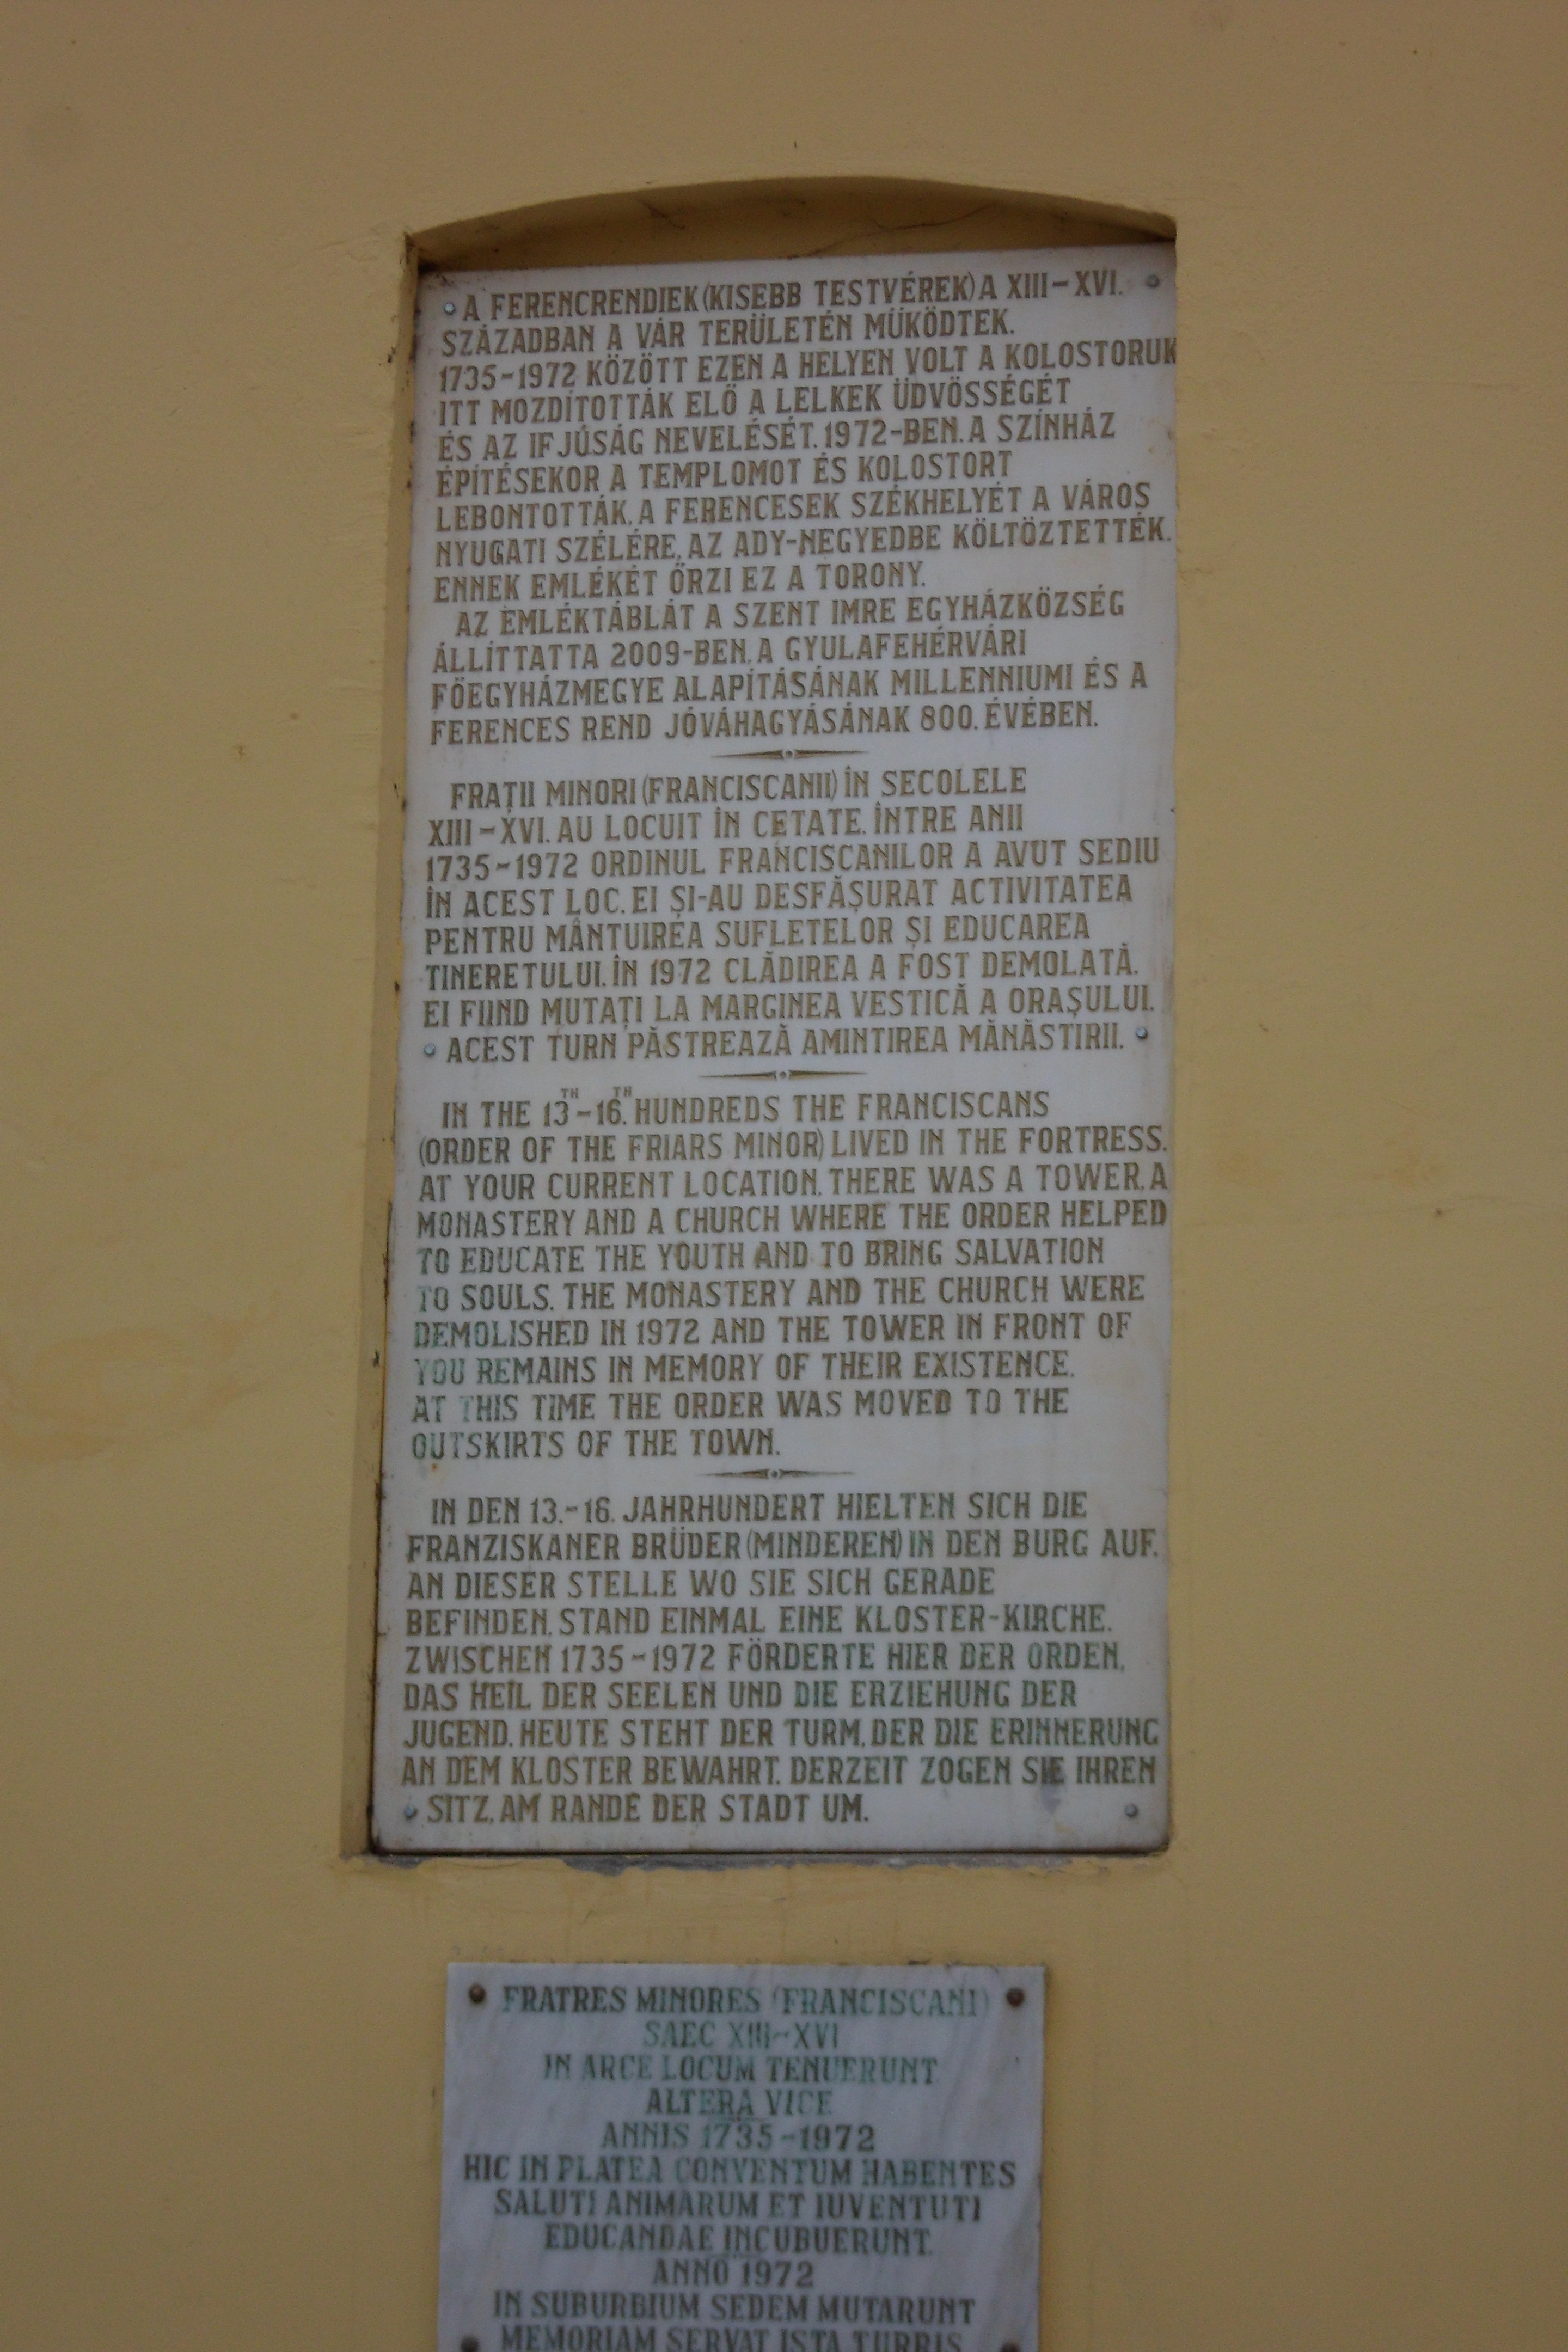 A FERENCRENDIEK (KISEBB TESTVÉREK) A XIII-XVI.
SZÁZADBAN A VÁR TERÜLETÉN MŰKÖDTEK.
1735-1972 KÖZÖTT EZEN A HELYEN VOLT A KOLOSTORUK
ITT MOZDÍTOTTÁK ELŐ A LELKEK ÜDVÖSSÉGÉT
ÉS AZ IFJÚSÁG NEVELÉSÉT. 1972-BEN. A SZÍNHÁZ
ÉPÍTÉSEKOR A TEMPLOMOT ÉS KOLOSTORT
LEBONTOTTÁK, A FERENCESEK SZÉKHELYÉT A VÁROS
NYUGATI SZÉLÉRE, AZ ADY-NEGYEDBE KÖLTÖZTETTÉK.
ENNEK EMLÉKÉT ŐRZI EZ A TORONY.
AZ EMLÉKTÁBLÁT A SZENT IMRE EGYHÁZKÖZSÉG
ÁLLÍTTATTA 2009-BEN, A GYULAFEHÉRVÁRI
FŐEGYHÁZMEGYE ALAPÍTÁSÁNAK MILLENNIUMI ÉS A
FERENCES REND JÓVÁHAGYÁSÁNAK 800. ÉVÉBEN.
FRAȚII MINORI (FRANCISCANII) ÎN SECOLELE
XIII-XVI. AU LOCUIT ÎN CETATE. ÎNTRE ANII
1735-1972 ORDINUL FRANCISCANILOR A AVUT SEDIU
ÎN ACEST LOC. EI ȘI-AU DESFĂȘURAT ACTIVITATEA
PENTRU MÂNTUIREA SUFLETELOR ȘI EDUCAREA
TINERETULUI. ÎN 1972 CLĂDIREA A FOST DEMOLATĂ.
EI FIIND MUTAȚI LA MARGINEA VESTICĂ A ORAȘULUI.
ACEST TURN PĂSTREAZĂ AMINTIREA MĂNĂSTIRII.
IN THE 13TH-16TH. HUNDREDS THE FRANCISCANS
(ORDER OF THE FRIARS MINOR) LIVED IN THE FORTRESS.
AT YOUR CURRENT LOCATION, THERE WAS A TOWER, A
MONASTERY AND A CHURCH WHERE THE ORDER HELPED
TO EDUCATE THE YOUTH AND TO BRING SALVATION
TO SOULS. THE MONASTERY AND THE CHURCH WERE
DEMOLISHED IN 1972 AND THE TOWER IN FRONT OF
YOU REMAINS IN MEMORY OF THEIR EXISTENCE.
AT THIS TIME THE ORDER WAS MOVED TO THE
OUTSKIRTS OF THE TOWN.
IN DEN 13.-16. JAHRHUNDERT HIELTEN SICH DIE
FRANZISKANER BRÜDER (MINDEREN) IN DEN BURG AUF.
AN DIESER STELLE WO SIE SICH GERADE
BEFINDEN, STAND EINMAL EINE KLOSTER-KIRCHE.
ZWISCHEN 1735-1972 FÖRDERTE HIER DER ORDEN,
DAS HEIL DER SEELEN UND DIE ERZIEHUNG DER
JUGEND. HEUTE STEHT DER TURM, DER DIE ERINNERUNG
AN DEM KLOSTER BEWAHRT. DERZEIT ZOGEN SIE IHREN
SITZ, AM RANDE DER STADT UM.
FRATRES MINORES (FRANCISCANI)
SAEC XIII-XVI
IN ARCE LOCUM TENUERUNT
ALTERA VICE
ANNIS 1735-1972
HIC IN PLATEA CONVENTUM HABENTES
SALUTI ANIMARUM ET IUVENTUTI
EDUCANDAE INCUBUERUNT.
ANNO 1972
IN SUBURBIUM SEDEM MUTARUNT
MEMORIAM SERVAT ISTA TURRIS